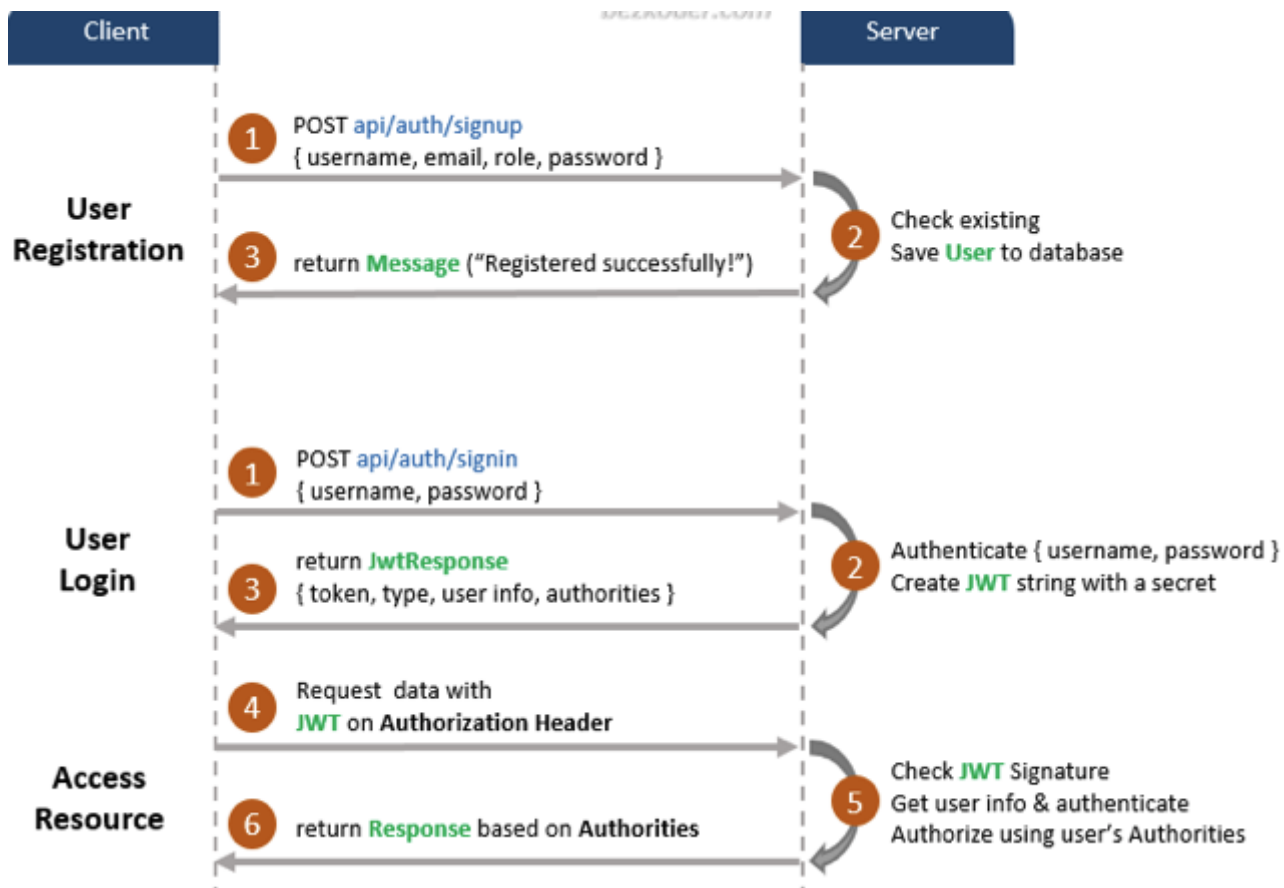 Client
bezkoder.com
Server
1
POST api/auth/signup
{ username, email, role, password }
User
Registration
2
Check existing
Save User to database
3
return Message (“Registered successfully!”)
1
POST api/auth/signin
{ username, password }
User
Login
2
Authenticate { username, password }
Create JWT string with a secret
3
return JwtResponse
{ token, type, user info, authorities }
4
Request data with
JWT on Authorization Header
Access
Resource
5
Check JWT Signature
Get user info & authenticate
Authorize using user’s Authorities
6
return Response based on Authorities